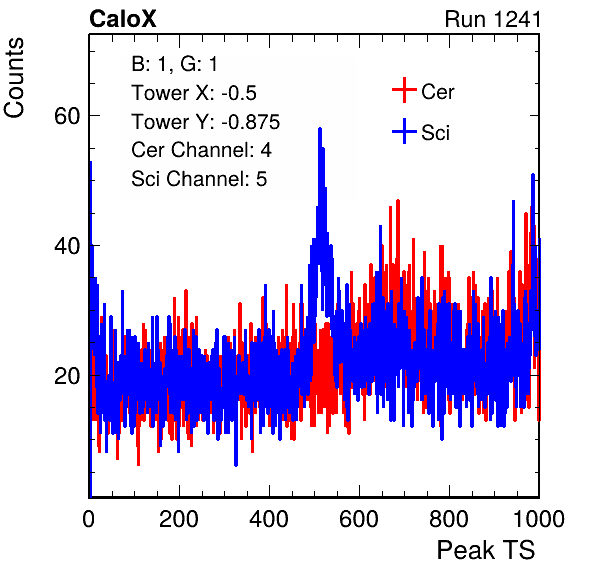 CaloX Run 1241
Counts
B: 1, G: 1
Tower X: -0.5
Tower Y: -0.875
Cer Channel: 4
Sci Channel: 5
Cer
Sci
60
40
20
0 200 400 600 800 1000
Peak TS